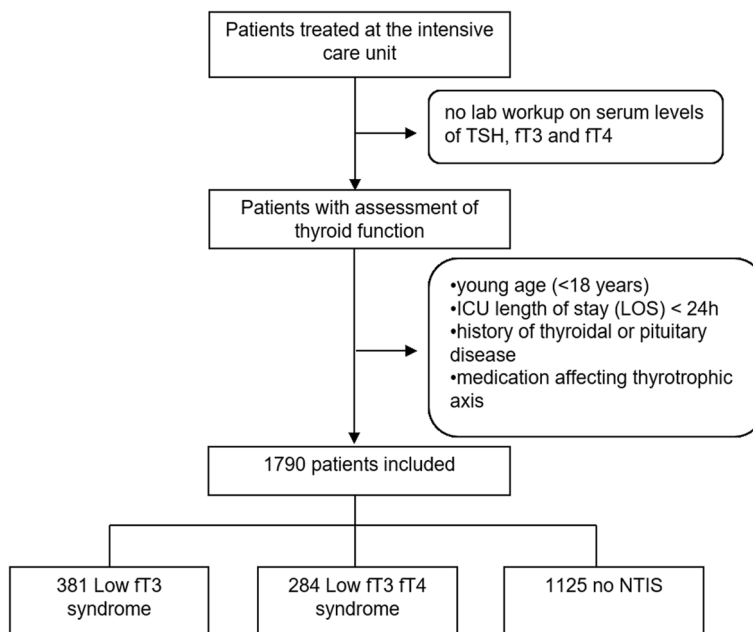 Patients treated at the intensive
care unit
no lab workup on serum levels
of TSH, fT3 and fT4
Patients with assessment of
thyroid function
•young age (<18 years)
•ICU length of stay (LOS) < 24h
•history of thyroidal or pituitary
disease
•medication affecting thyrotrophic
axis
1790 patients included
381 Low fT3
syndrome
284 Low fT3 fT4
syndrome
1125 no NTIS